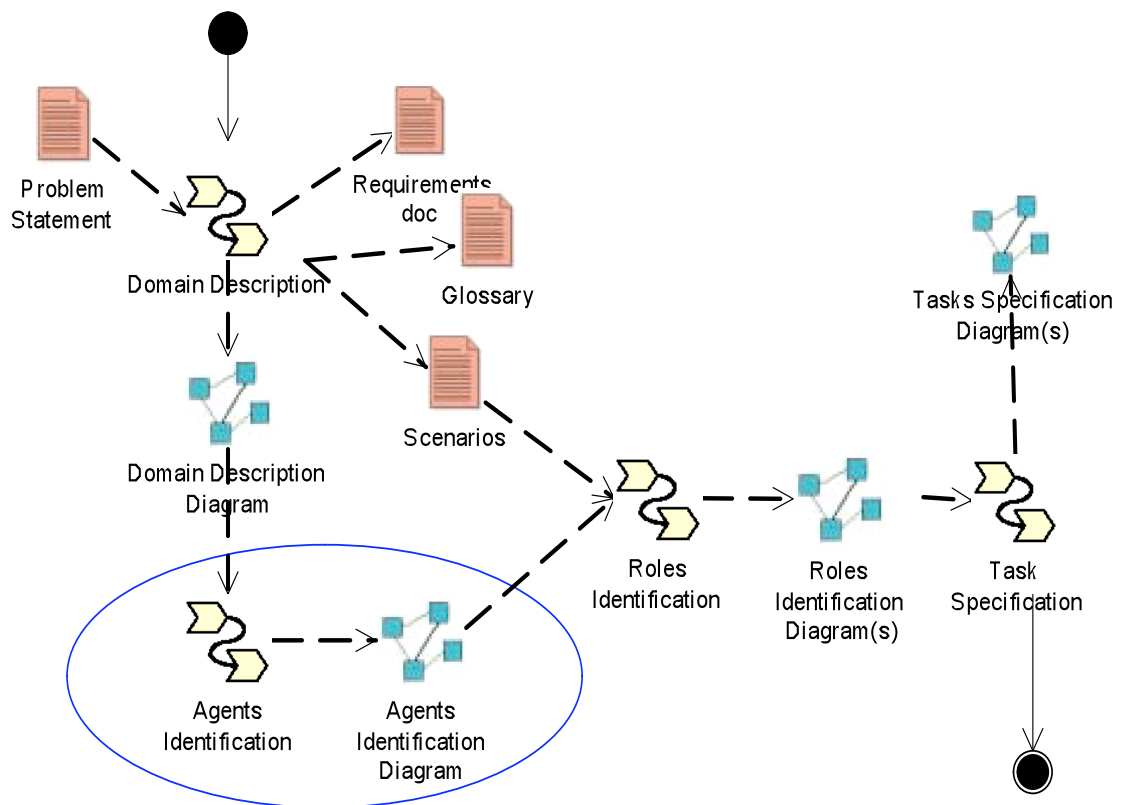 Problem
Statement
Requirements
doc
Domain Description
Glossary
Tasks Specification
Diagram(s)
Scenarios
Domain Description
Diagram
Roles
Identification
Roles
Identification
Diagram(s)
Task
Specification
Agents
Identification
Agents
Identification
Diagram